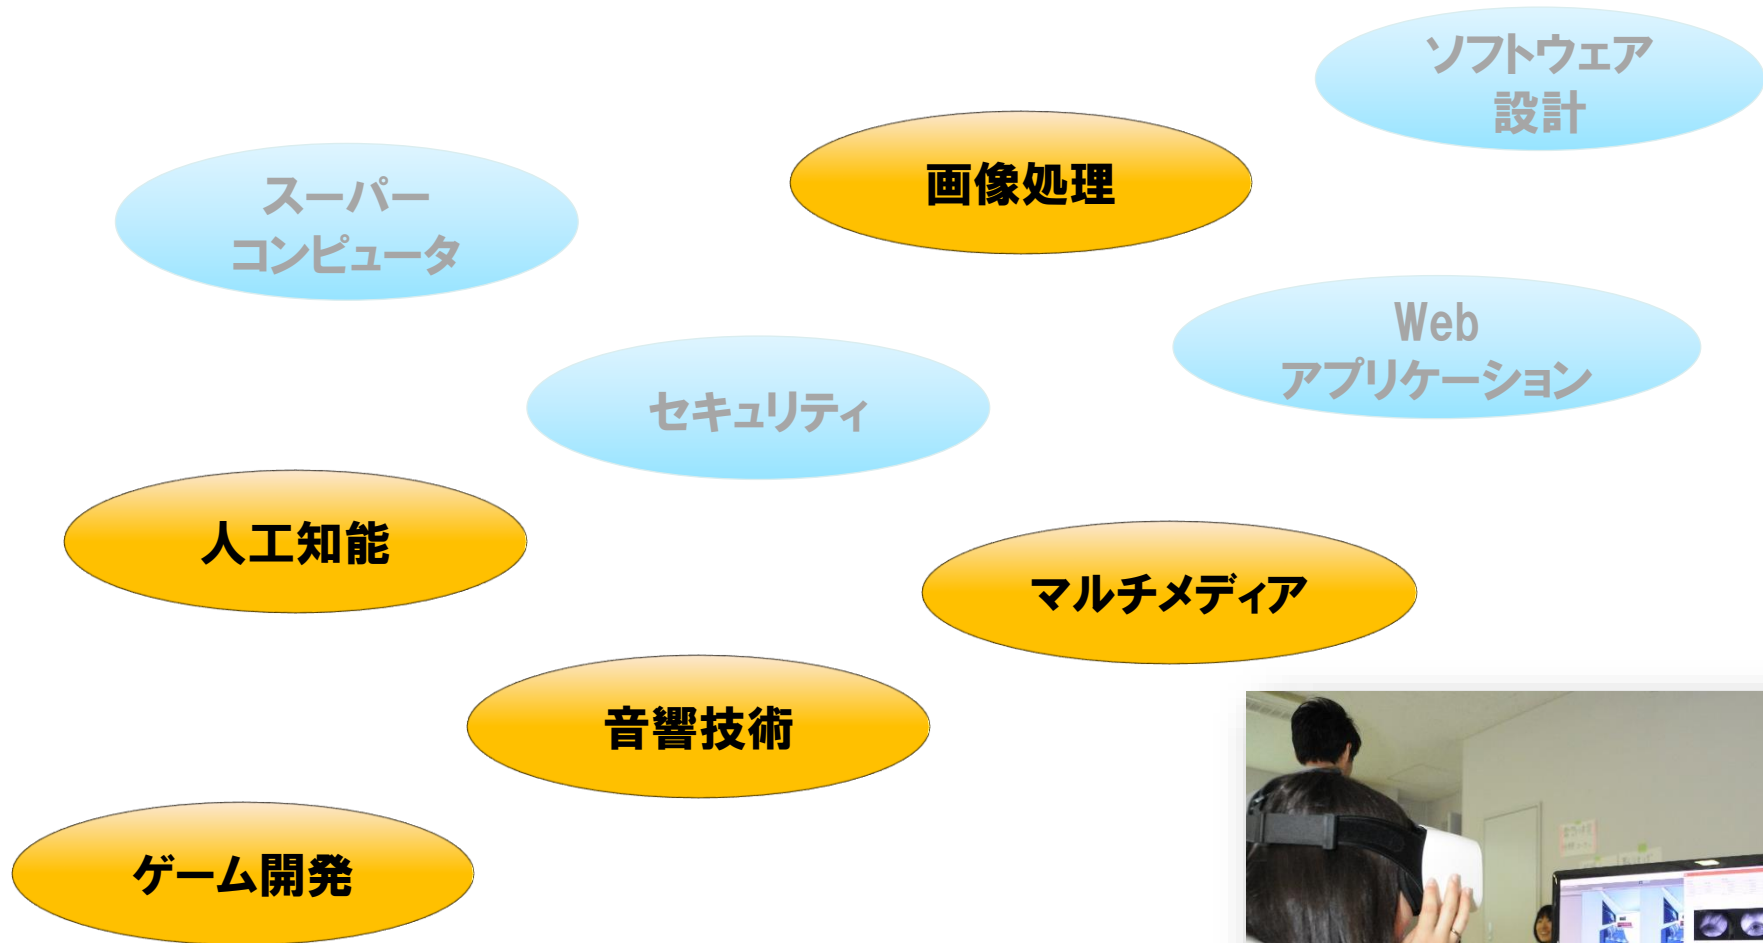 ソフトウェア
設計
画像処理
スーパー
コンピュータ
Web
アプリケーション
セキュリティ
人工知能
マルチメディア
音響技術
ゲーム開発